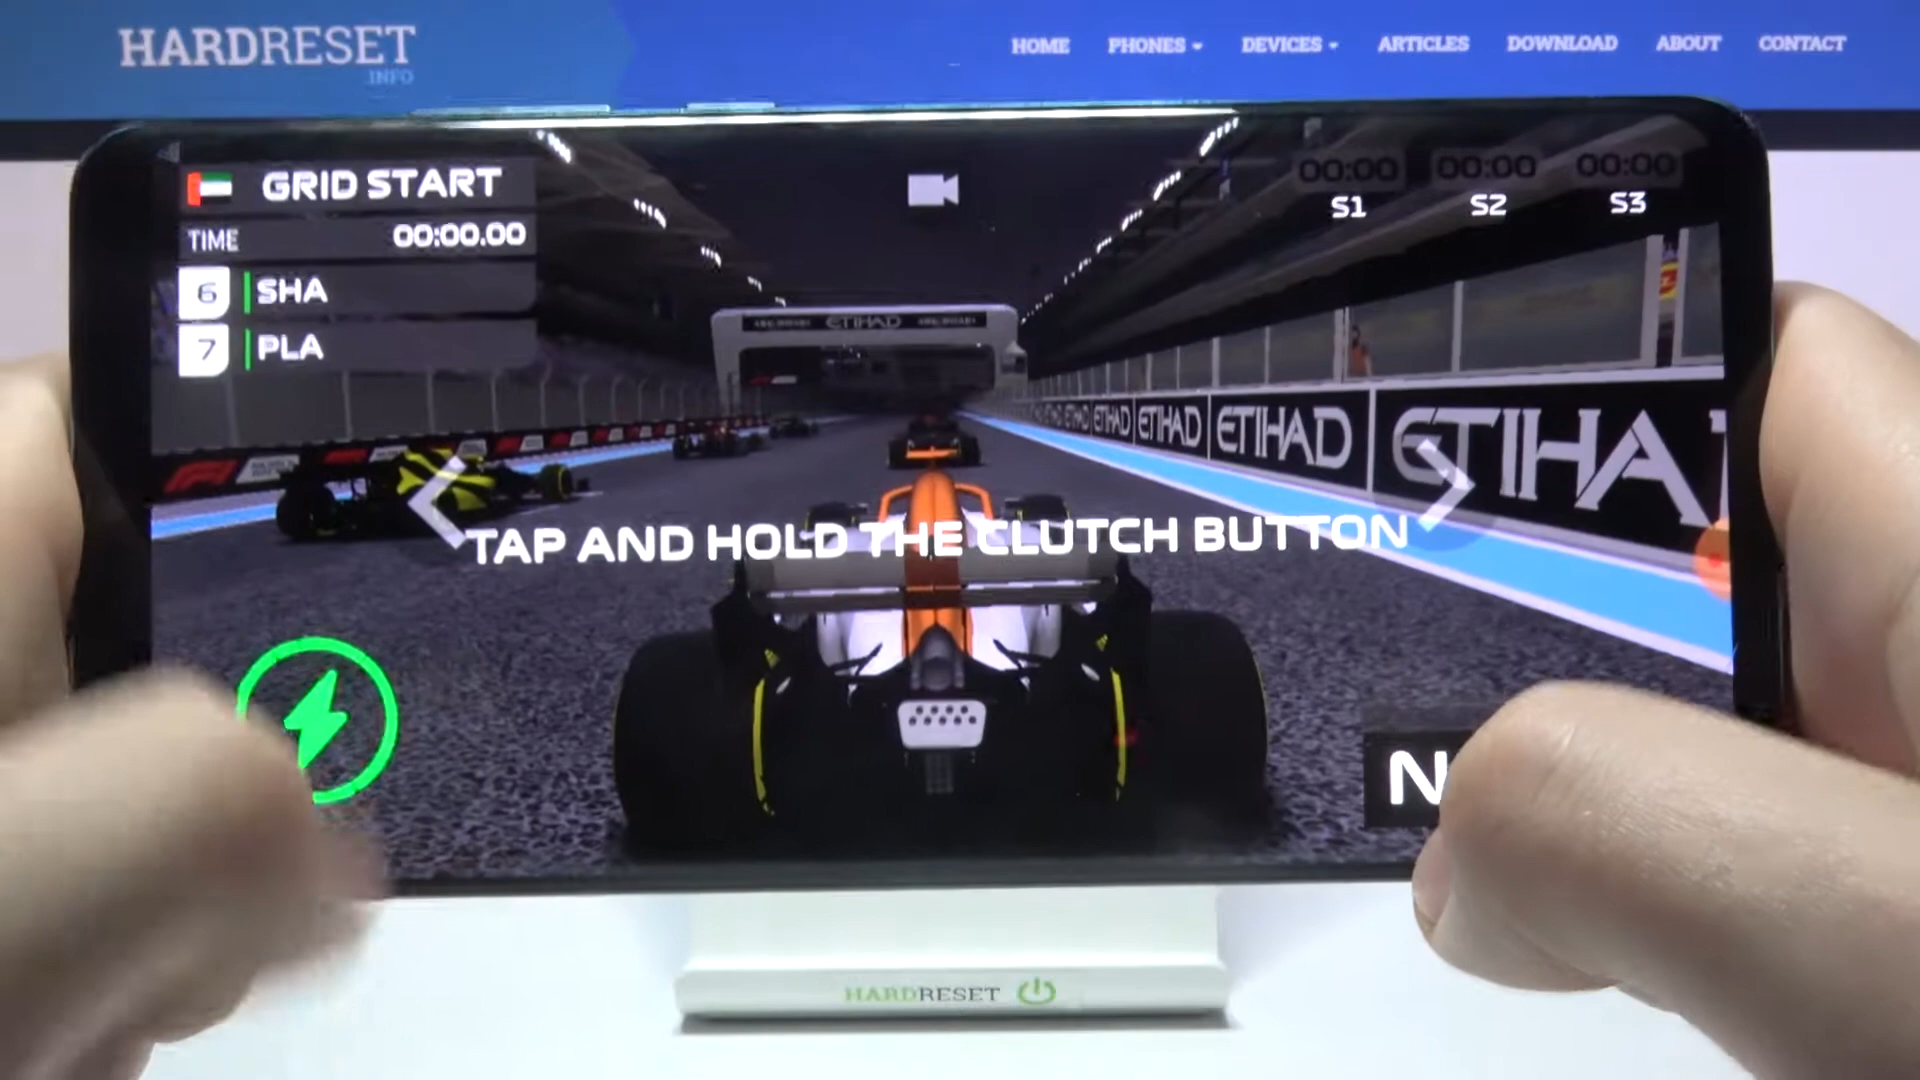 HARDRESET
.INFO
HOME PHONES DEVICES ARTICLES DOWNLOAD ABOUT CONTACT
GRID START
TIME 00:00.00
6 SHA
7 PLA
00:00 00:00 00:00
S1 S2 S3
ETIHAD
ETIHAD ETIHAD ETIHAD ETIHA
TAP AND HOLD THE CLUTCH BUTTON
N
HARDRESET